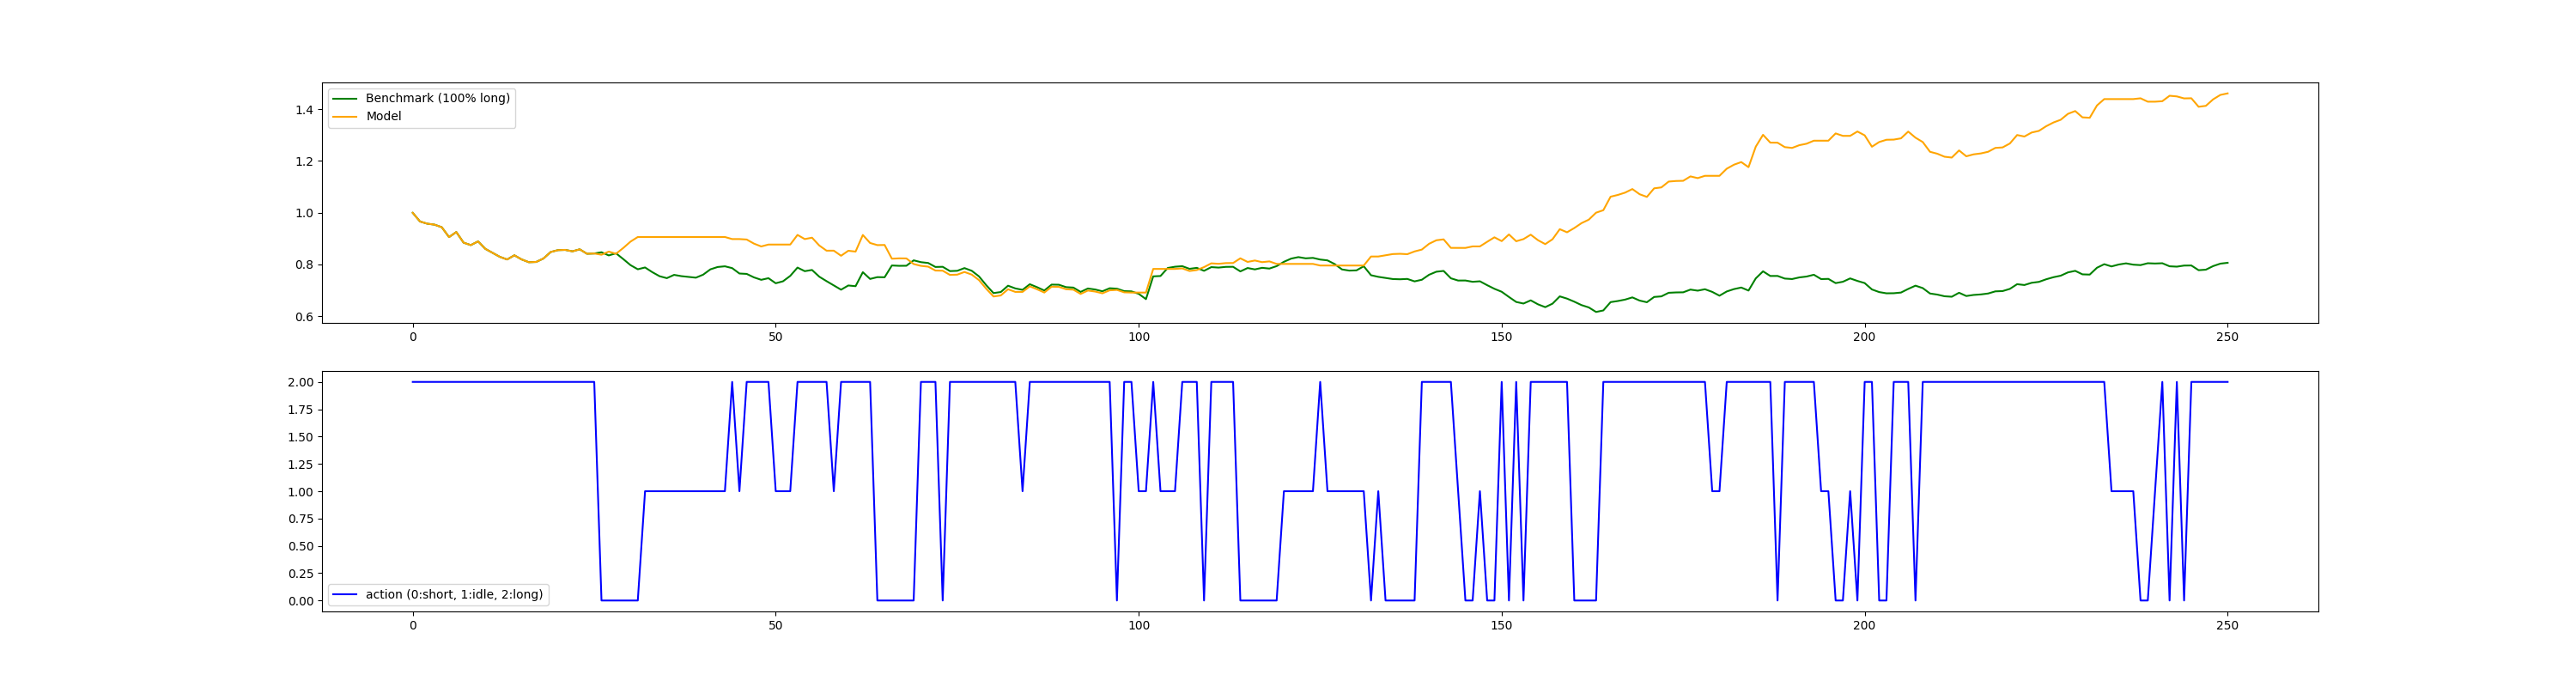 Benchmark (100% long)
Model
1.4
1.2
1.0
0.8
0.6
0 50 100 150 200 250
2.00
1.75
1.50
1.25
1.00
0.75
0.50
0.25
0.00
action (0:short, 1:idle, 2:long)
0 50 100 150 200 250